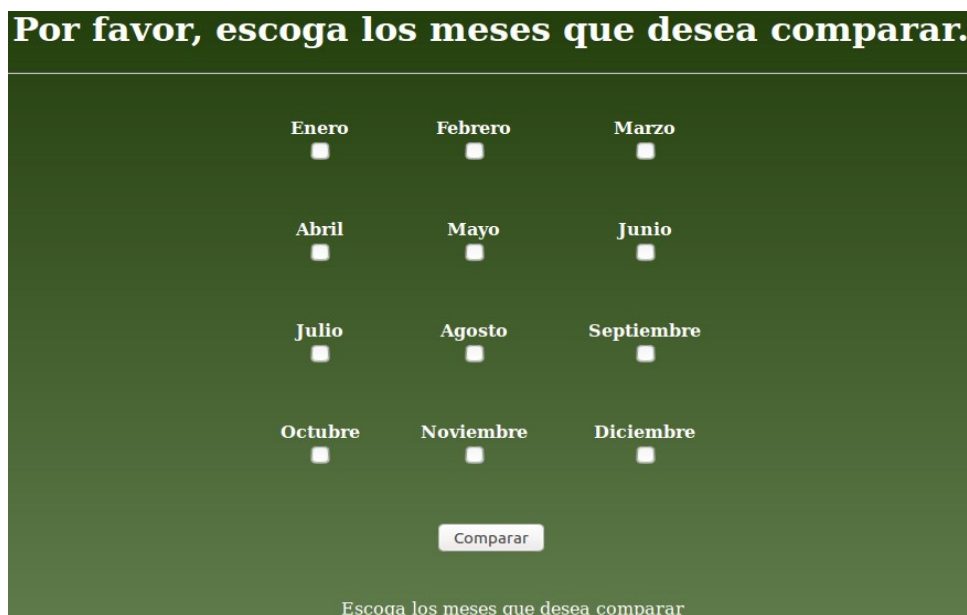 Por favor, escoga los meses que desea comparar.
Enero Febrero Marzo
Abril Mayo Junio
Julio Agosto Septiembre
Octubre Noviembre Diciembre
Comparar
Escoga los meses que desea comparar